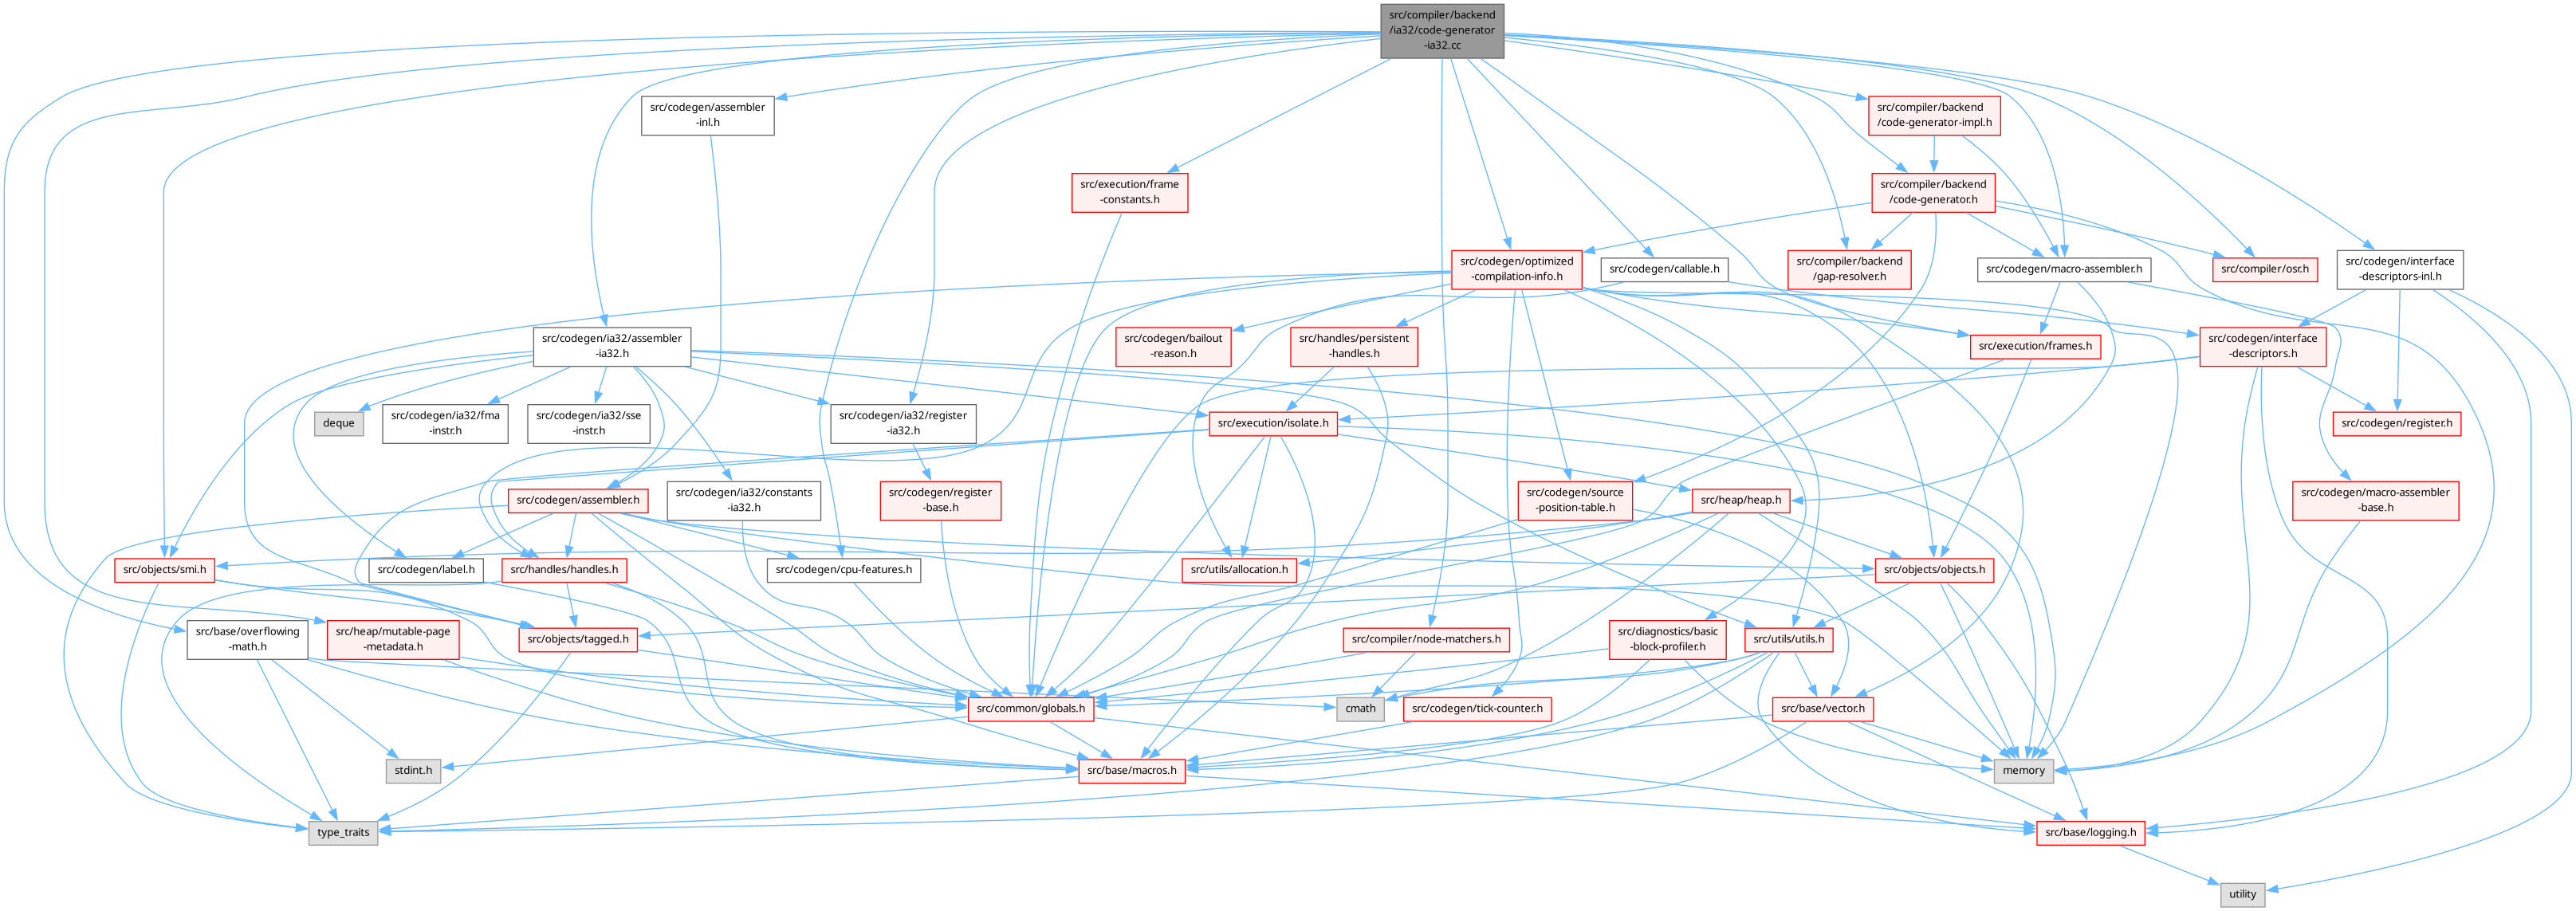 src/compiler/backend
/ia32/code-generator
-ia32.cc
src/codegen/assembler
-inl.h
src/compiler/backend
/code-generator-impl.h
src/execution/frame
-constants.h
src/compiler/backend
/code-generator.h
src/codegen/optimized
-compilation-info.h
src/codegen/callable.h
src/compiler/backend
/gap-resolver.h
src/codegen/macro-assembler.h
src/compiler/osr.h
src/codegen/interface
-descriptors-inl.h
src/codegen/ia32/assembler
-ia32.h
src/codegen/bailout
-reason.h
src/handles/persistent
-handles.h
src/execution/frames.h
src/codegen/interface
-descriptors.h
deque
src/codegen/ia32/fma
-instr.h
src/codegen/ia32/sse
-instr.h
src/codegen/ia32/register
-ia32.h
src/execution/isolate.h
src/codegen/register.h
src/codegen/assembler.h
src/codegen/ia32/constants
-ia32.h
src/codegen/register
-base.h
src/codegen/source
-position-table.h
src/heap/heap.h
src/codegen/macro-assembler
-base.h
src/objects/smi.h
src/codegen/label.h
src/handles/handles.h
src/codegen/cpu-features.h
src/utils/allocation.h
src/objects/objects.h
src/base/overflowing
-math.h
src/heap/mutable-page
-metadata.h
src/objects/tagged.h
src/compiler/node-matchers.h
src/diagnostics/basic
-block-profiler.h
src/utils/utils.h
src/common/globals.h
cmath
src/codegen/tick-counter.h
src/base/vector.h
stdint.h
src/base/macros.h
memory
type_traits
src/base/logging.h
utility